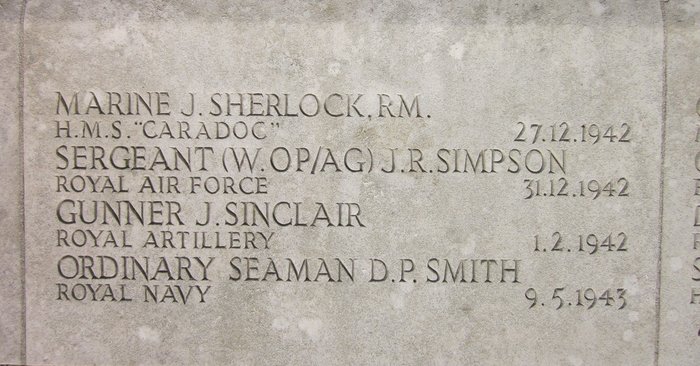 MARINE J. SHERLOCK, R.M.
H.M.S. "CARADOC" 27.12.1942
SERGEANT (W.OP/AG) J.R. SIMPSON
ROYAL AIR FORCE 31.12.1942
GUNNER J. SINCLAIR
ROYAL ARTILLERY 1.2.1942
ORDINARY SEAMAN D.P. SMITH
ROYAL NAVY 9.5.1943